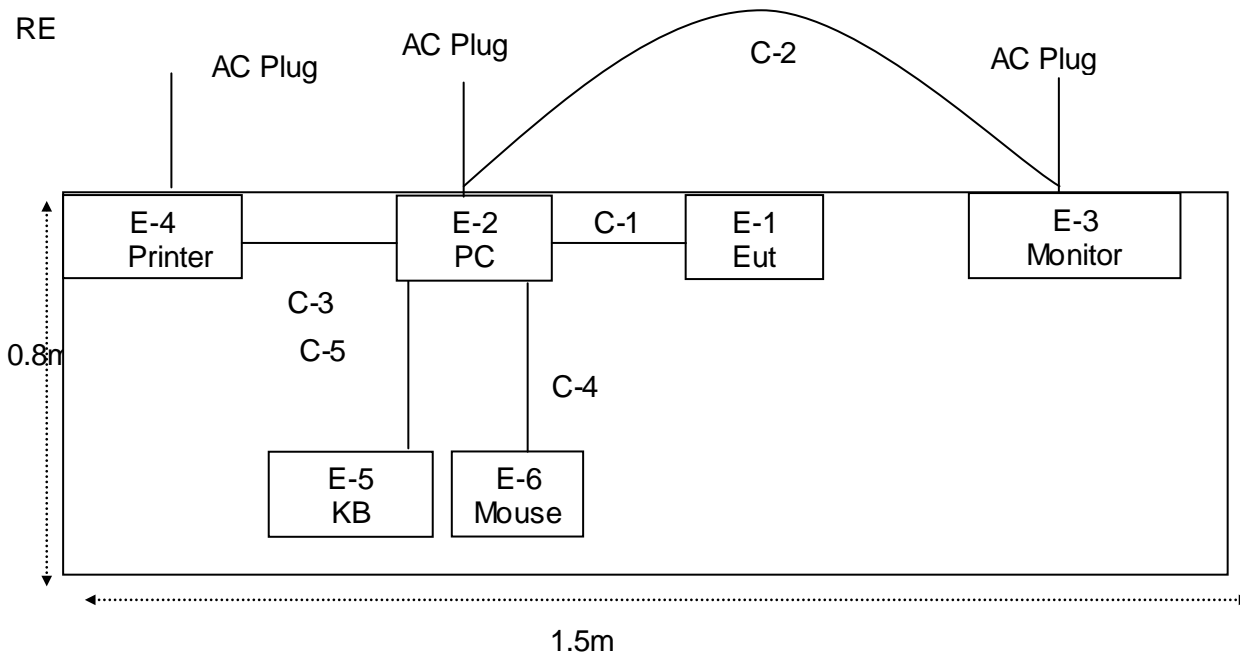 RE
AC Plug
AC Plug
C-2
AC Plug
E-4
Printer
E-2
PC
C-1
E-1
Eut
E-3
Monitor
C-3
C-5
0.8m
C-4
E-5
KB
E-6
Mouse
1.5m